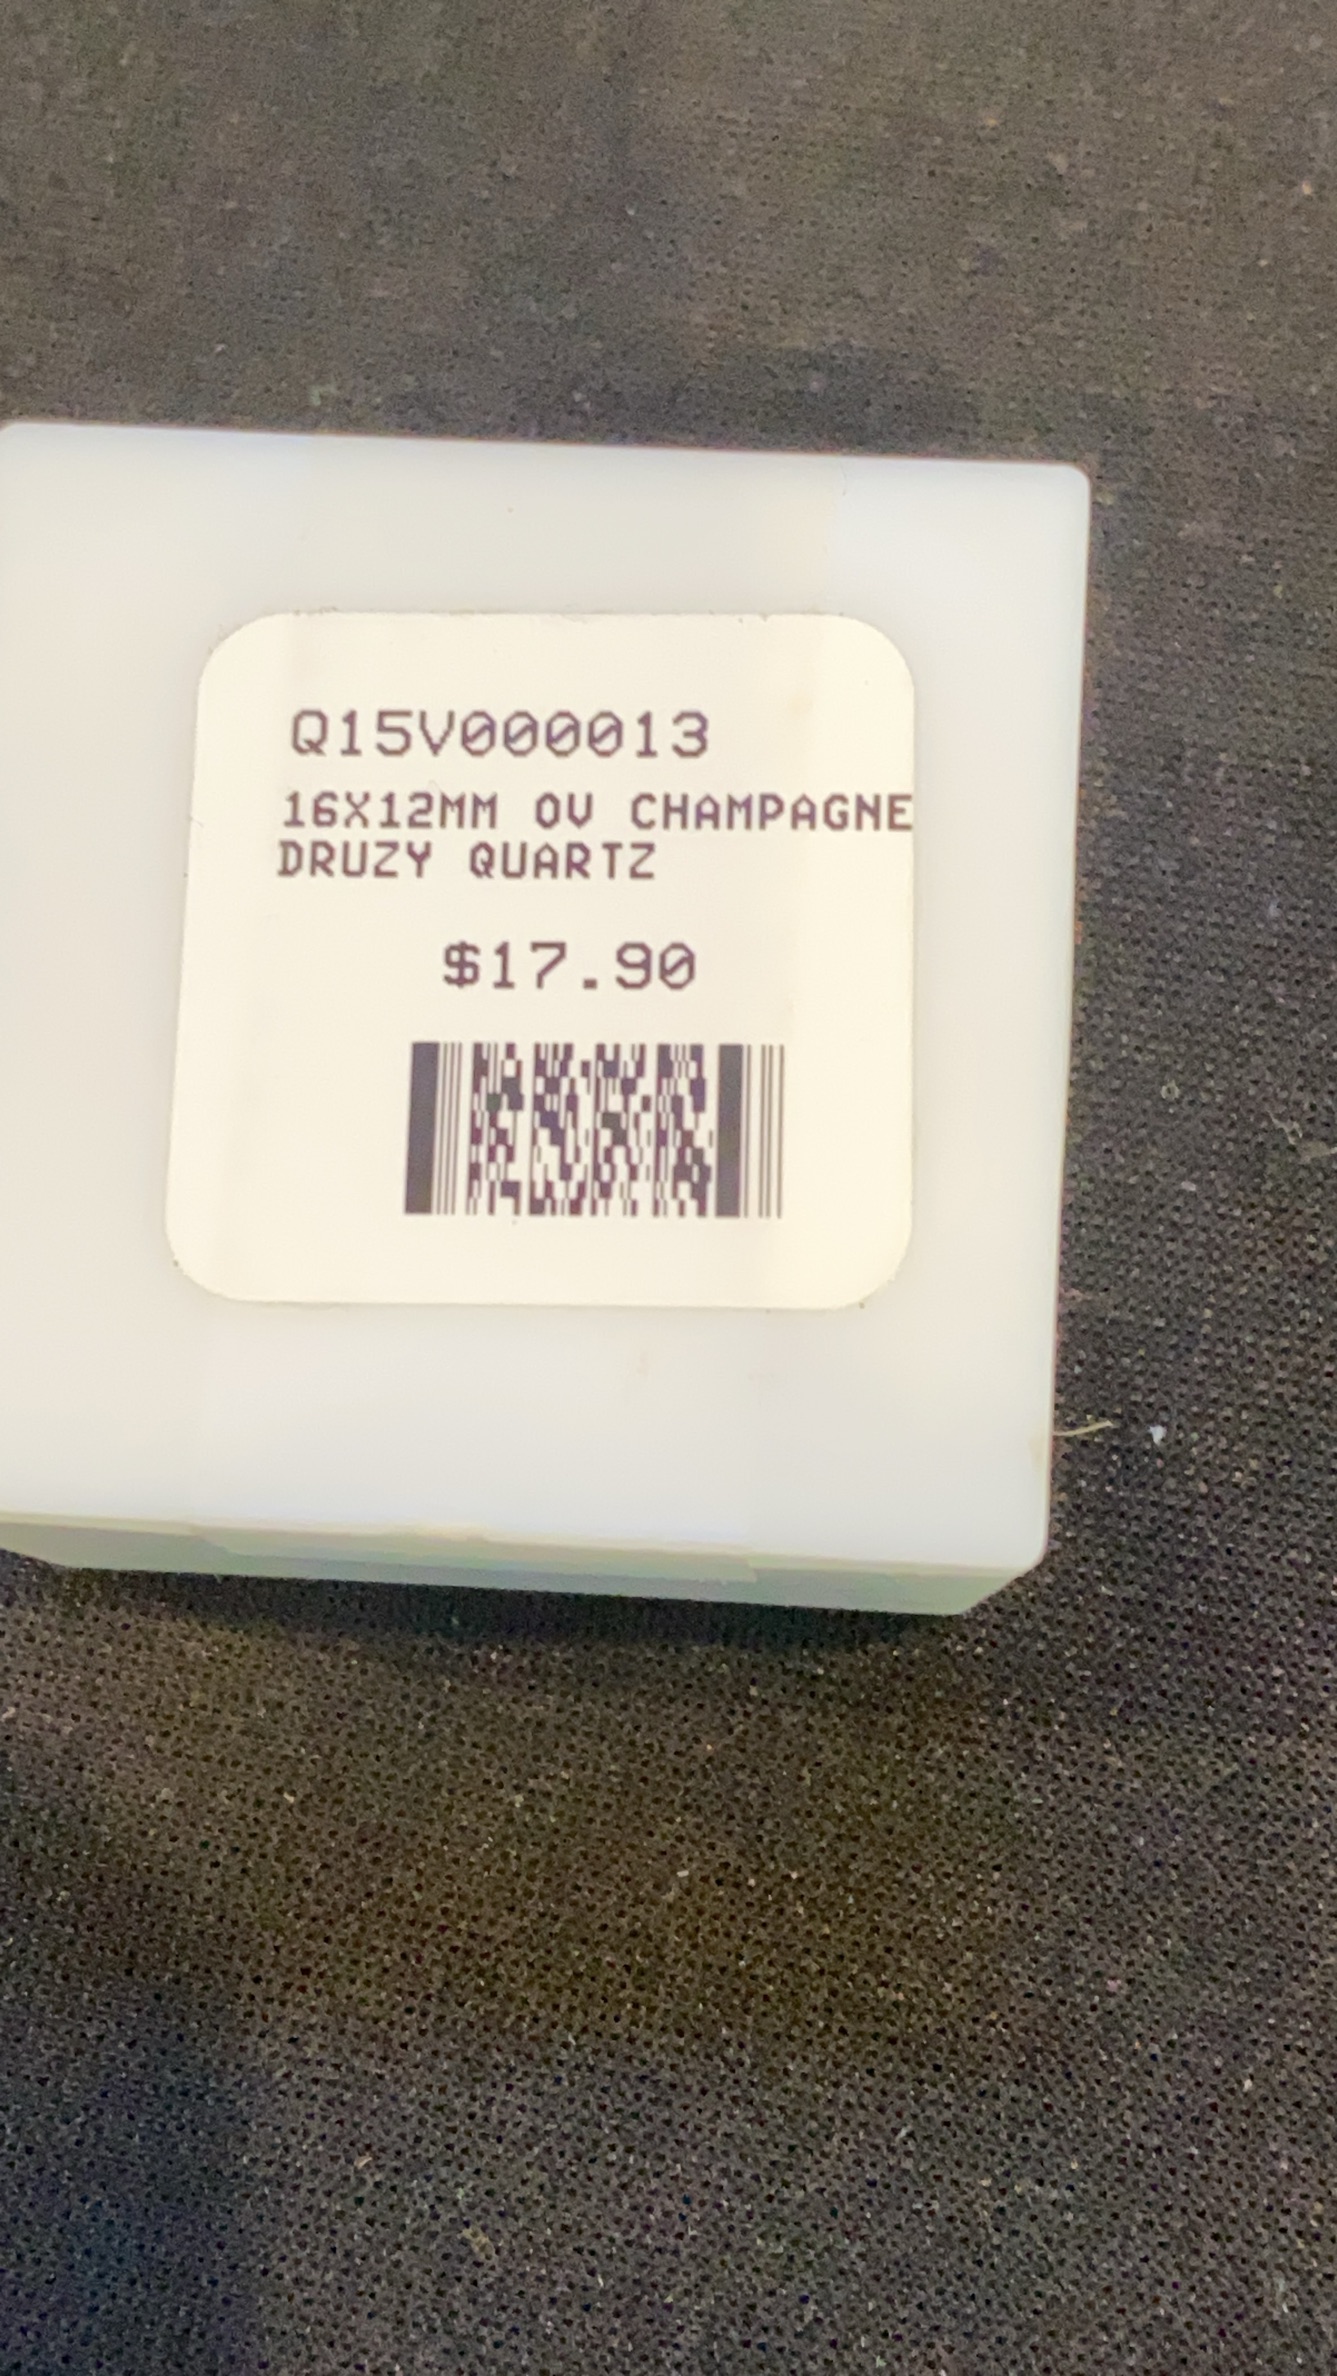 Q15V000013
16X12MM OV CHAMPAGNE
DRUZY QUARTZ
$17.90